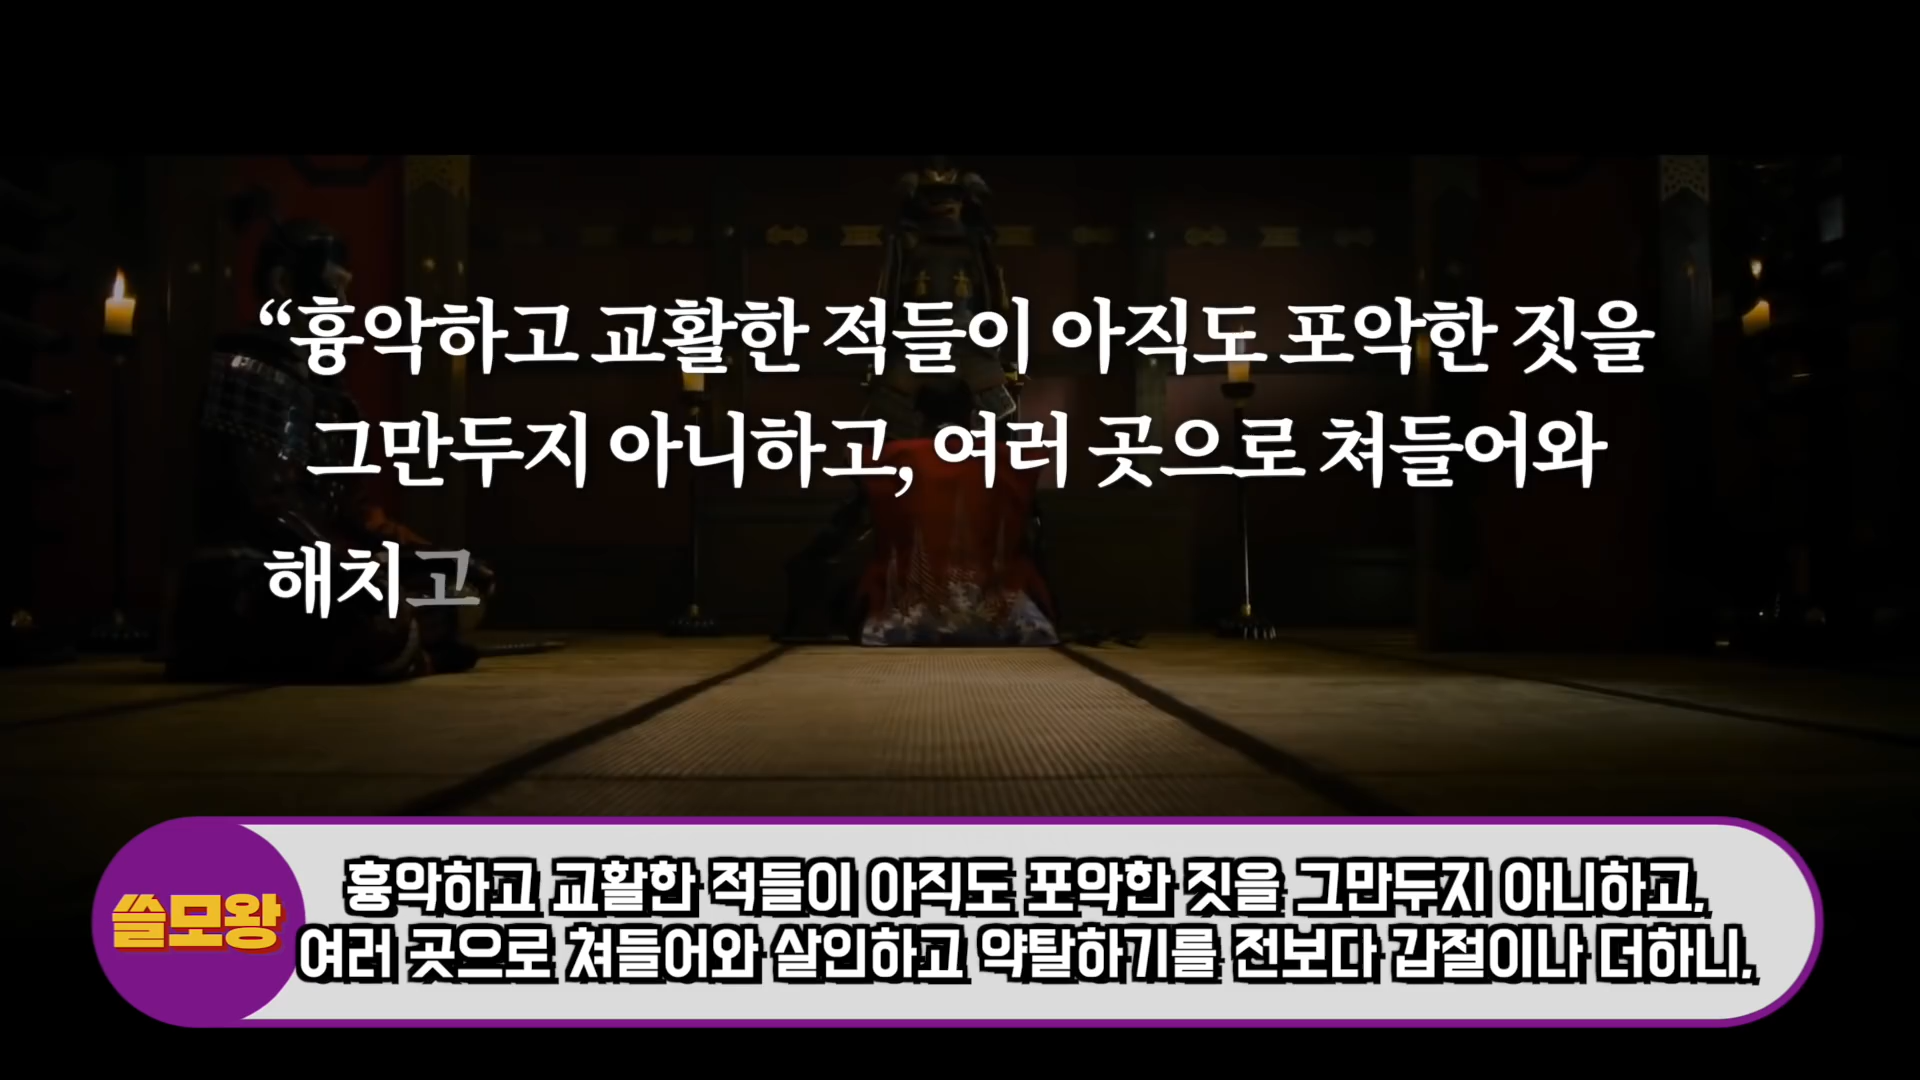 “흉악하고 교활한 적들이 아직도 포악한 짓을
그만두지 아니하고, 여러 곳으로 쳐들어와
해치고
쓸모왕
흉악하고 교활한 적들이 아직도 포악한 짓을 그만두지 아니하고,
여러 곳으로 쳐들어와 살인하고 약탈하기를 전보다 갑절이나 더하니,